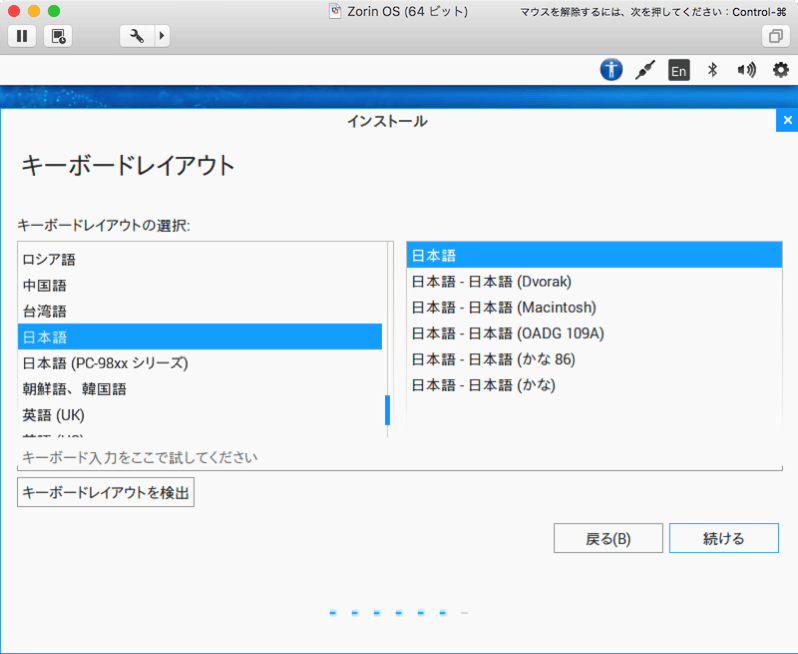 Zorin OS (64 ビット)
マウスを解除するには、次を押してください：Control-⌘
En
インストール
キーボードレイアウト
キーボードレイアウトの選択:
ロシア語
中国語
台湾語
日本語
日本語 (PC-98xx シリーズ)
朝鮮語、韓国語
英語 (UK)
日本語
日本語 - 日本語 (Dvorak)
日本語 - 日本語 (Macintosh)
日本語 - 日本語 (OADG 109A)
日本語 - 日本語 (かな 86)
日本語 - 日本語 (かな)
キーボード入力をここで試してください
キーボードレイアウトを検出
戻る(B)
続ける